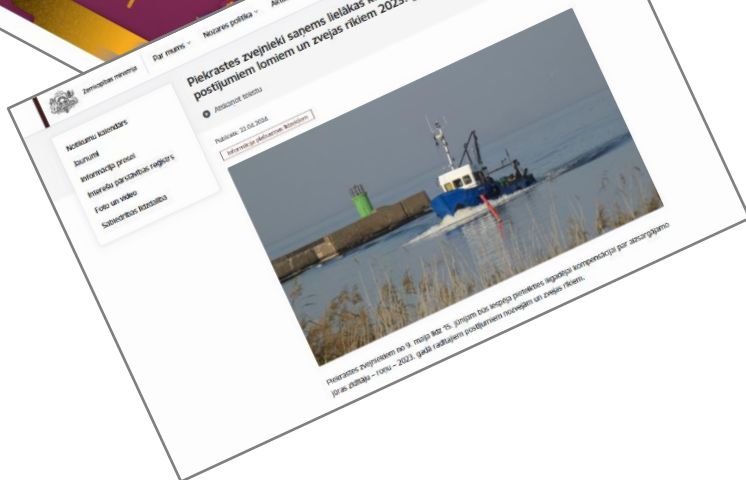 Zemkopības ministrija
Par mums
Nozares politika
Piekrastes zvejnieki saņems lielākas
postījumiem lomiem un zvejas rīkiem 2023.
Atskaņot tekstu
Publicēts: 22.04.2024.
Informācija plašsaziņas līdzekļiem
Notikumu kalendārs
Jaunumi
Informācija presei
Interešu pārstāvības reģistrs
Foto un video
Sabiedrības līdzdalība
Piekrastes zvejniekiem no 9. maija līdz 15. jūnijam būs iespēja pieteikties ikgadējai kompensācijai par aizsargājamo
jūras zīdītāju – roņu – 2023. gadā radītajiem postījumiem nozvejām un zvejas rīkiem.